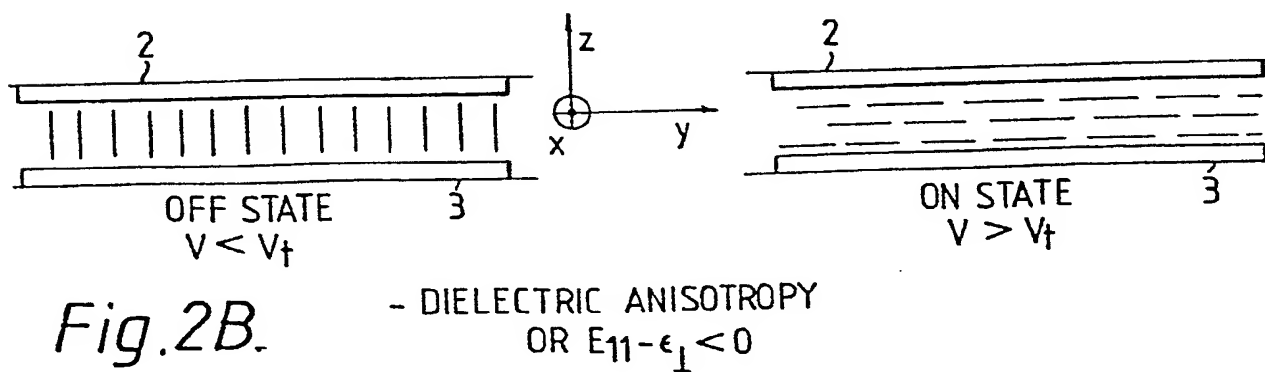 2
z
x
y
3
OFF STATE
V < Vt
2
3
ON STATE
V > Vt
Fig.2B.
- DIELECTRIC ANISOTROPY
OR E11-ϵ⊥<0